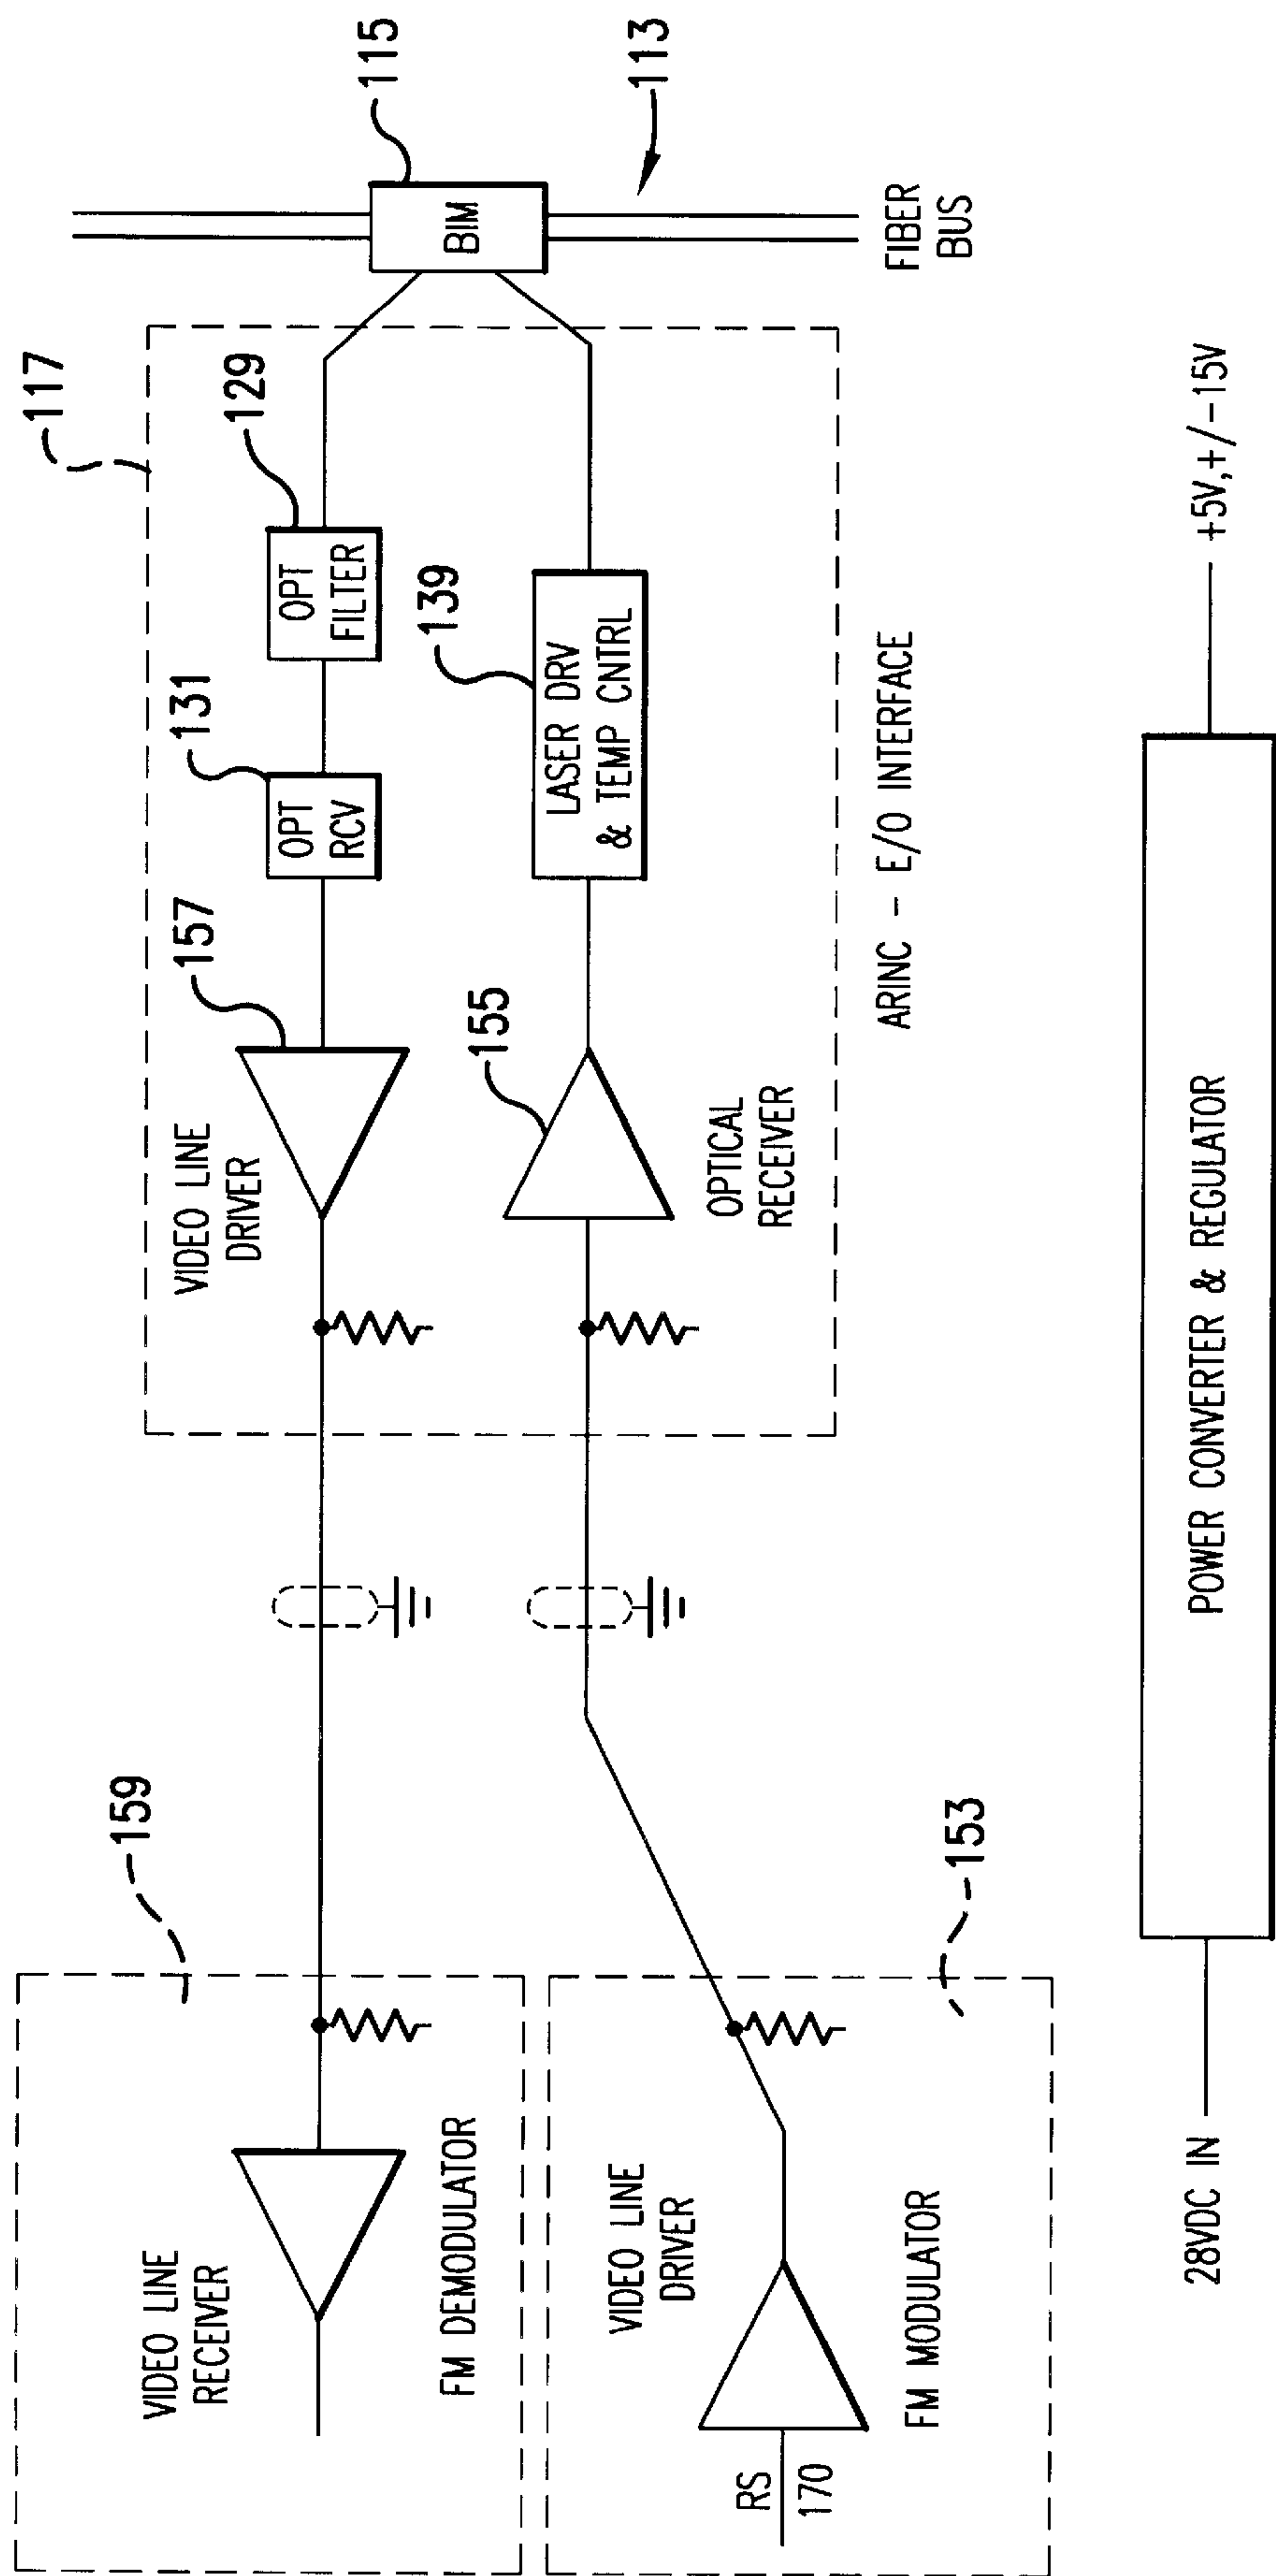 117
115
129
131
157
VIDEO LINE
DRIVER
OPT
RCV
OPT
FILTER
BIM
113
159
VIDEO LINE
RECEIVER
FM DEMODULATOR
139
LASER DRV
& TEMP CNTRL
155
OPTICAL
RECEIVER
FIBER
BUS
ARINC - E/O INTERFACE
VIDEO LINE
DRIVER
RS
170
FM MODULATOR
153
28VDC IN
POWER CONVERTER & REGULATOR
+5V,+/-15V